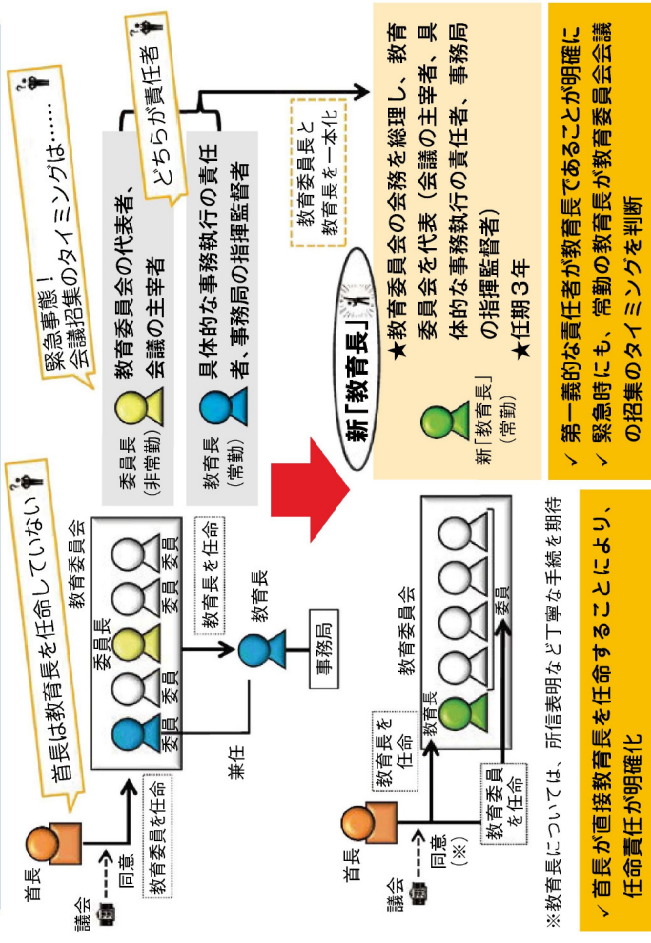 首長は教育長を任命していない
緊急事態！
会議招集のタイミングは……
首長
議会
同意
教育委員を任命
教育委員会
委員長
委員
委員
委員
委員
教育長を任命
兼任
教育長
事務局
委員長
(非常勤)
教育委員会の代表者、
会議の主宰者
教育長
(常勤)
具体的な事務執行の責任
者、事務局の指揮監督者
どちらが責任者
教育委員長と
教育長を一本化
首長
議会
同意
(※)
教育長を
任命
教育委員
を任命
教育委員会
教育長
委員
新「教育長」
新「教育長」
(常勤)
★教育委員会の会務を総理し、教育
委員会を代表（会議の主宰者、具
体的な事務執行の責任者、事務局
の指揮監督者）
★任期３年
※教育長については、所信表明など丁寧な手続を期待
✓ 首長が直接教育長を任命することにより、
任命責任が明確化
✓ 第一義的な責任者が教育長であることが明確に
✓ 緊急時にも、常勤の教育長が教育委員会会議
の招集のタイミングを判断